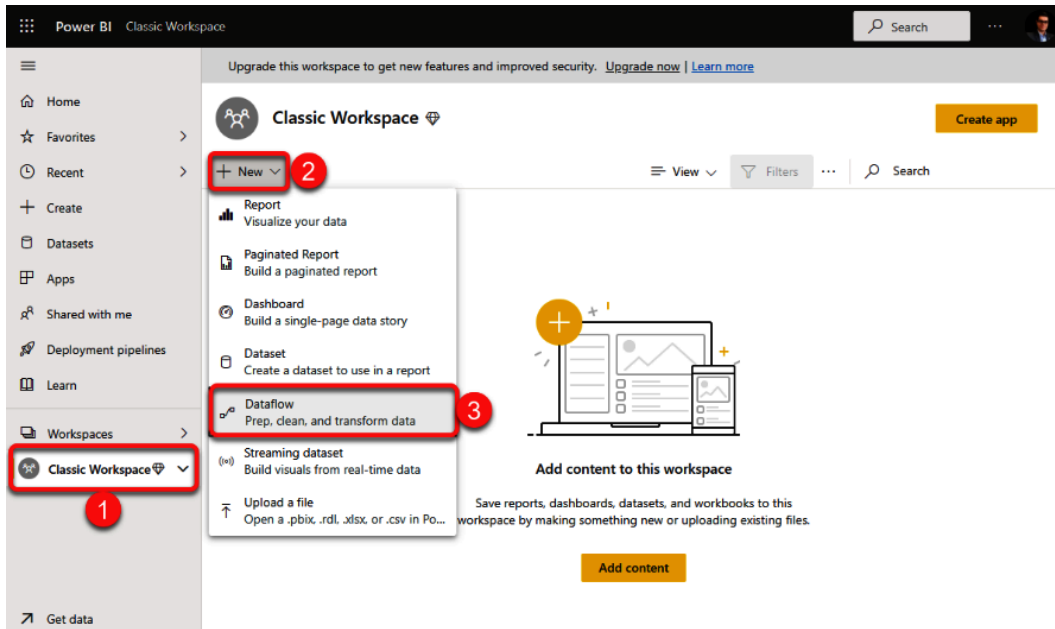 Power BI Classic Workspace
Search
...
Upgrade this workspace to get new features and improved security. Upgrade now | Learn more
Home
Favorites
Recent
Create
Datasets
Apps
Shared with me
Deployment pipelines
Learn
Workspaces
Classic Workspace
1
Get data
Classic Workspace
Create app
New
2
View
Filters
...
Search
Report
Visualize your data
Paginated Report
Build a paginated report
Dashboard
Build a single-page data story
Dataset
Create a dataset to use in a report
Dataflow
Prep, clean, and transform data
3
Streaming dataset
Build visuals from real-time data
Upload a file
Open a .pbix, .rdl, .xlsx, or .csv in Po...
Add content to this workspace
Save reports, dashboards, datasets, and workbooks to this
workspace by making something new or uploading existing files.
Add content